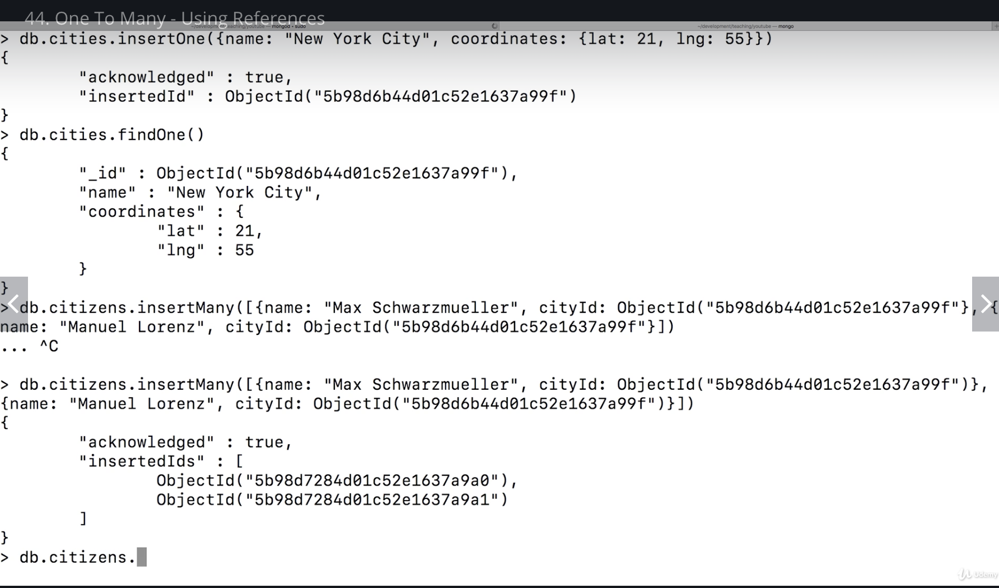 44. One To Many - Using References
~/development/teaching/youtube — mongod • sudo
~/development/teaching/youtube — mongo
> db.cities.insertOne({name: "New York City", coordinates: {lat: 21, lng: 55}})
{
"acknowledged" : true,
"insertedId" : ObjectId("5b98d6b44d01c52e1637a99f")
}
> db.cities.findOne()
{
"_id" : ObjectId("5b98d6b44d01c52e1637a99f"),
"name" : "New York City",
"coordinates" : {
"lat" : 21,
"lng" : 55
}
}
> db.citizens.insertMany([{name: "Max Schwarzmueller", cityId: ObjectId("5b98d6b44d01c52e1637a99f"}, {
name: "Manuel Lorenz", cityId: ObjectId("5b98d6b44d01c52e1637a99f"}])
... ^C
> db.citizens.insertMany([{name: "Max Schwarzmueller", cityId: ObjectId("5b98d6b44d01c52e1637a99f")},
{name: "Manuel Lorenz", cityId: ObjectId("5b98d6b44d01c52e1637a99f")}])
{
"acknowledged" : true,
"insertedIds" : [
ObjectId("5b98d7284d01c52e1637a9a0"),
ObjectId("5b98d7284d01c52e1637a9a1")
]
}
> db.citizens.
Udemy